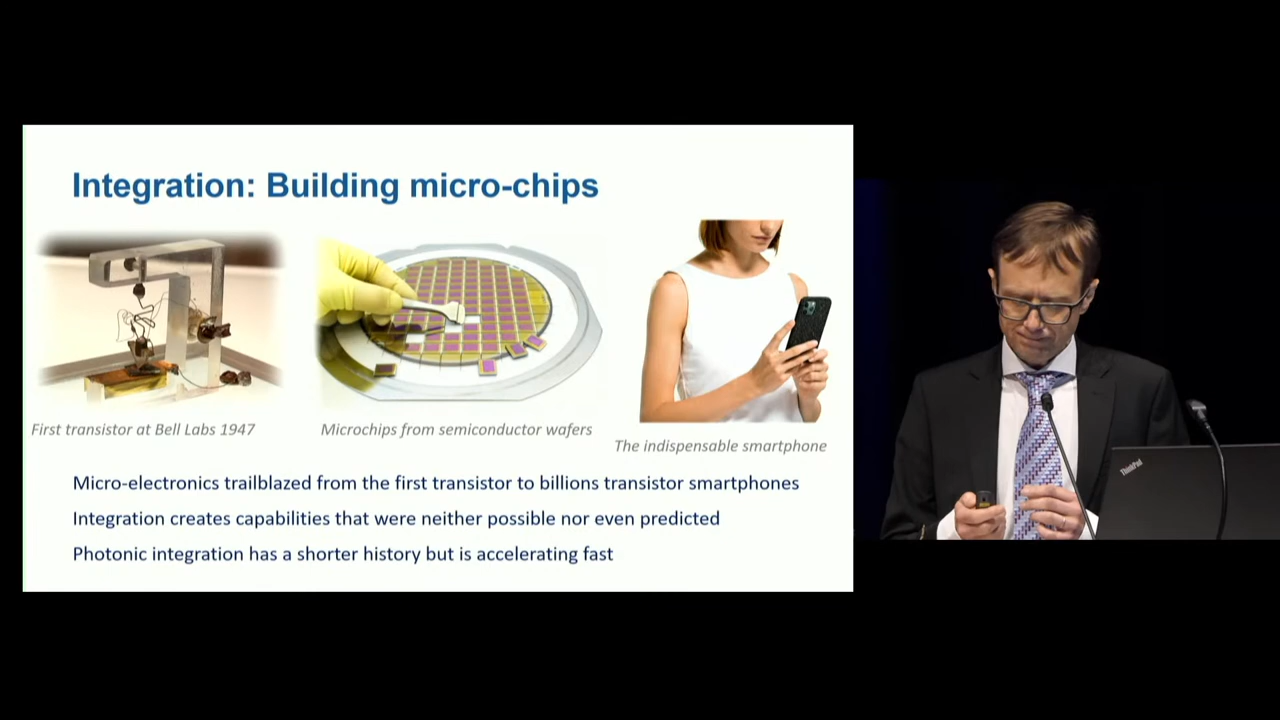 Integration: Building micro-chips
First transistor at Bell Labs 1947
Microchips from semiconductor wafers
The indispensable smartphone
Micro-electronics trailblazed from the first transistor to billions transistor smartphones
Integration creates capabilities that were neither possible nor even predicted
Photonic integration has a shorter history but is accelerating fast
ThinkPad